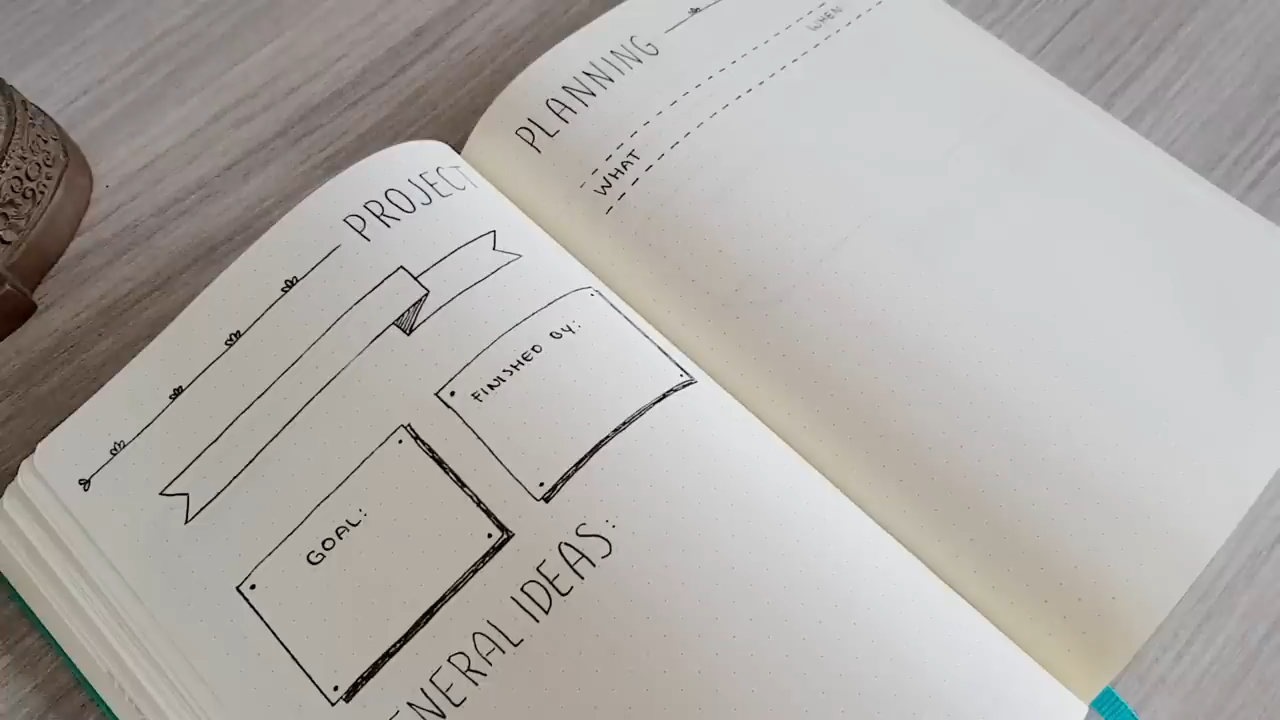 PROJECT
GOAL:
FINISHED BY:
ENERAL IDEAS:
PLANNING
WHAT
WHEN